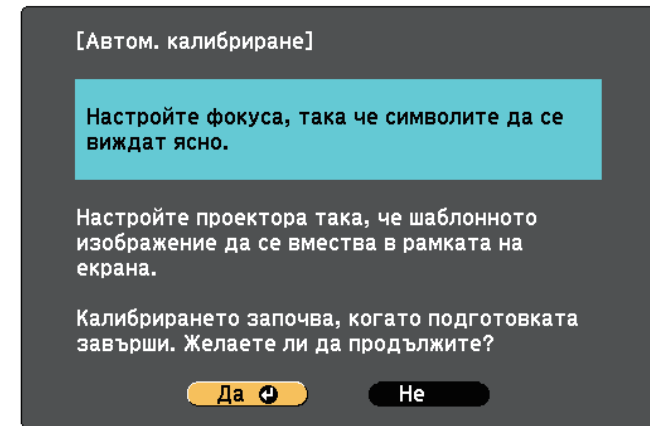 [Автом. калибриране]
Настройте фокуса, така че символите да се
виждат ясно.
Настройте проектора така, че шаблонното
изображение да се вмества в рамката на
екрана.
Калибрирането започва, когато подготовката
завърши. Желаете ли да продължите?
Да Не